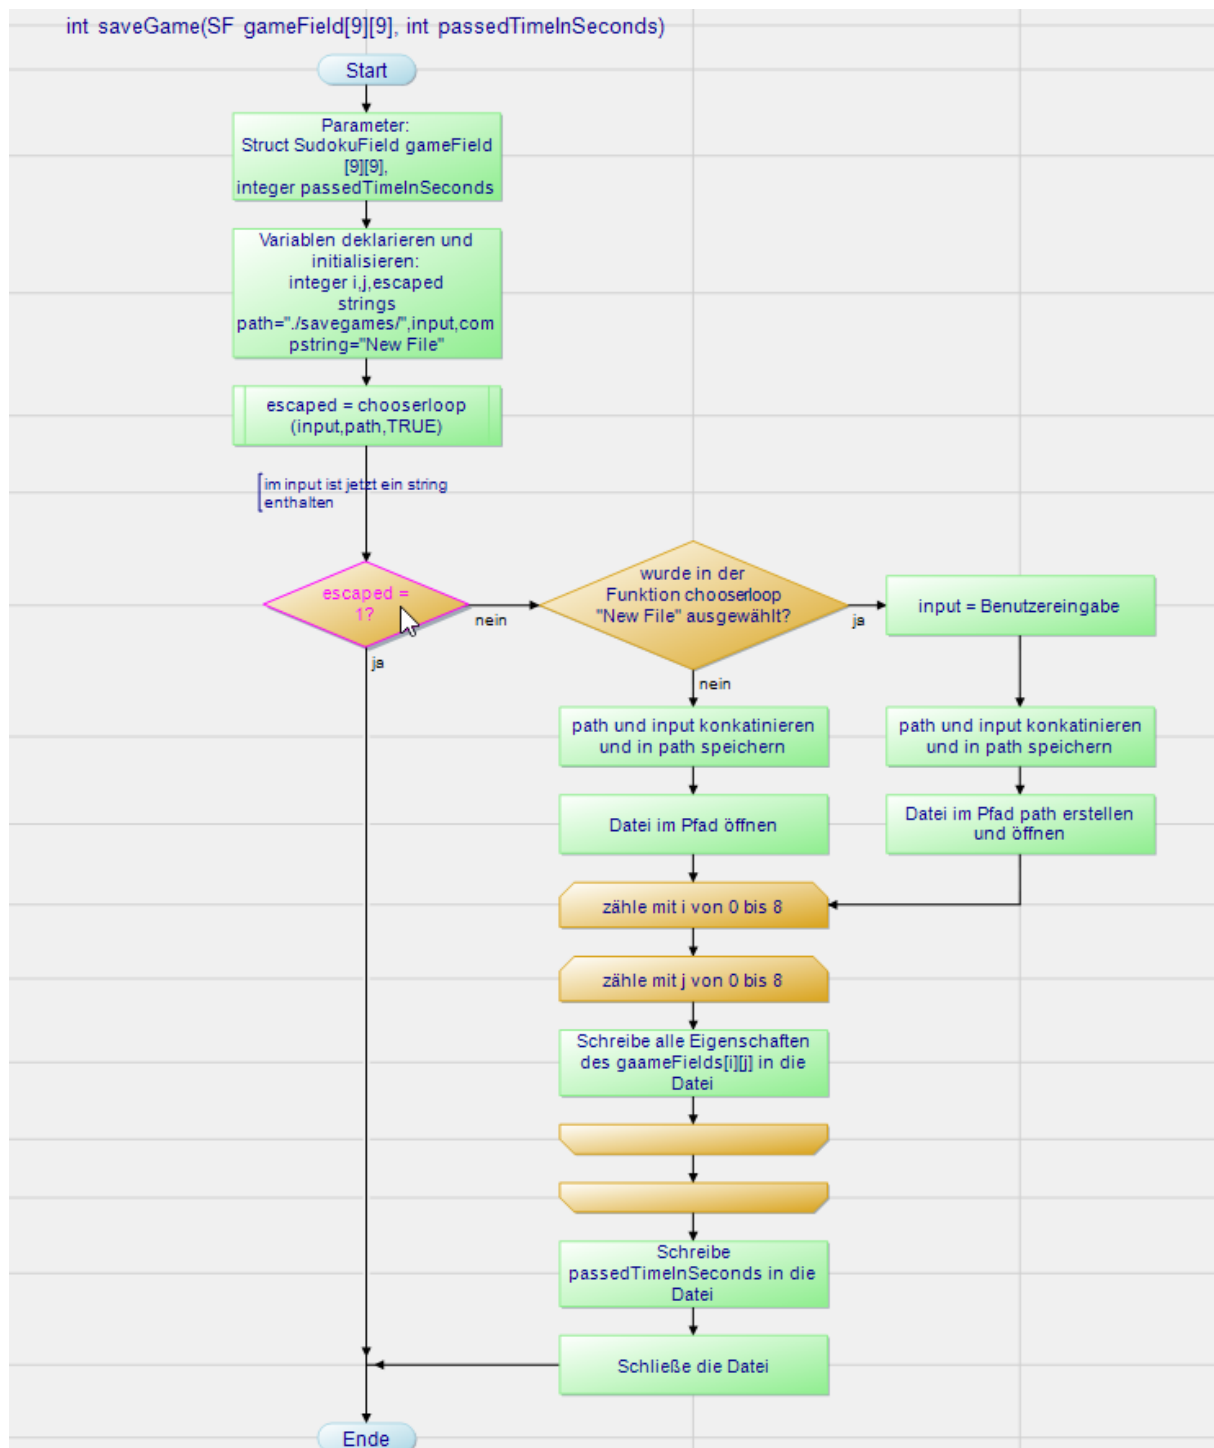 int saveGame(SF gameField[9][9], int passedTimeInSeconds)
Start
Parameter:
Struct SudokuField gameField
[9][9],
integer passedTimeInSeconds
Variablen deklarieren und
initialisieren:
integer i,j,escaped
strings
path="./savegames/",input,com
pstring="New File"
escaped = chooserloop
(input,path,TRUE)
im input ist jetzt ein string
enthalten
escaped =
1?
nein
ja
wurde in der
Funktion chooserloop
"New File" ausgewählt?
ja
nein
input = Benutzereingabe
path und input konkatinieren
und in path speichern
path und input konkatinieren
und in path speichern
Datei im Pfad öffnen
Datei im Pfad path erstellen
und öffnen
zähle mit i von 0 bis 8
zähle mit j von 0 bis 8
Schreibe alle Eigenschaften
des gaameFields[i][j] in die
Datei
Schreibe
passedTimeInSeconds in die
Datei
Schließe die Datei
Ende